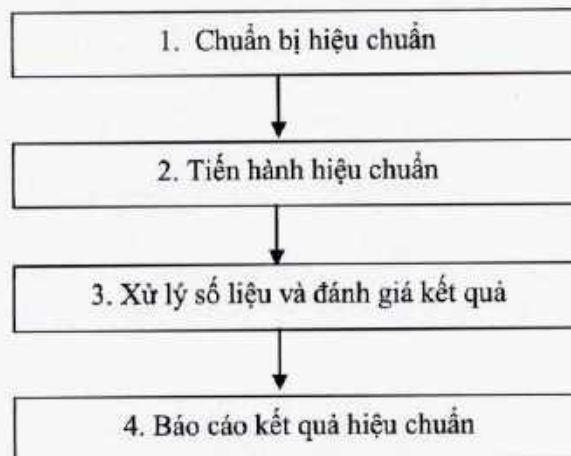 1. Chuẩn bị hiệu chuẩn
2. Tiến hành hiệu chuẩn
3. Xử lý số liệu và đánh giá kết quả
4. Báo cáo kết quả hiệu chuẩn